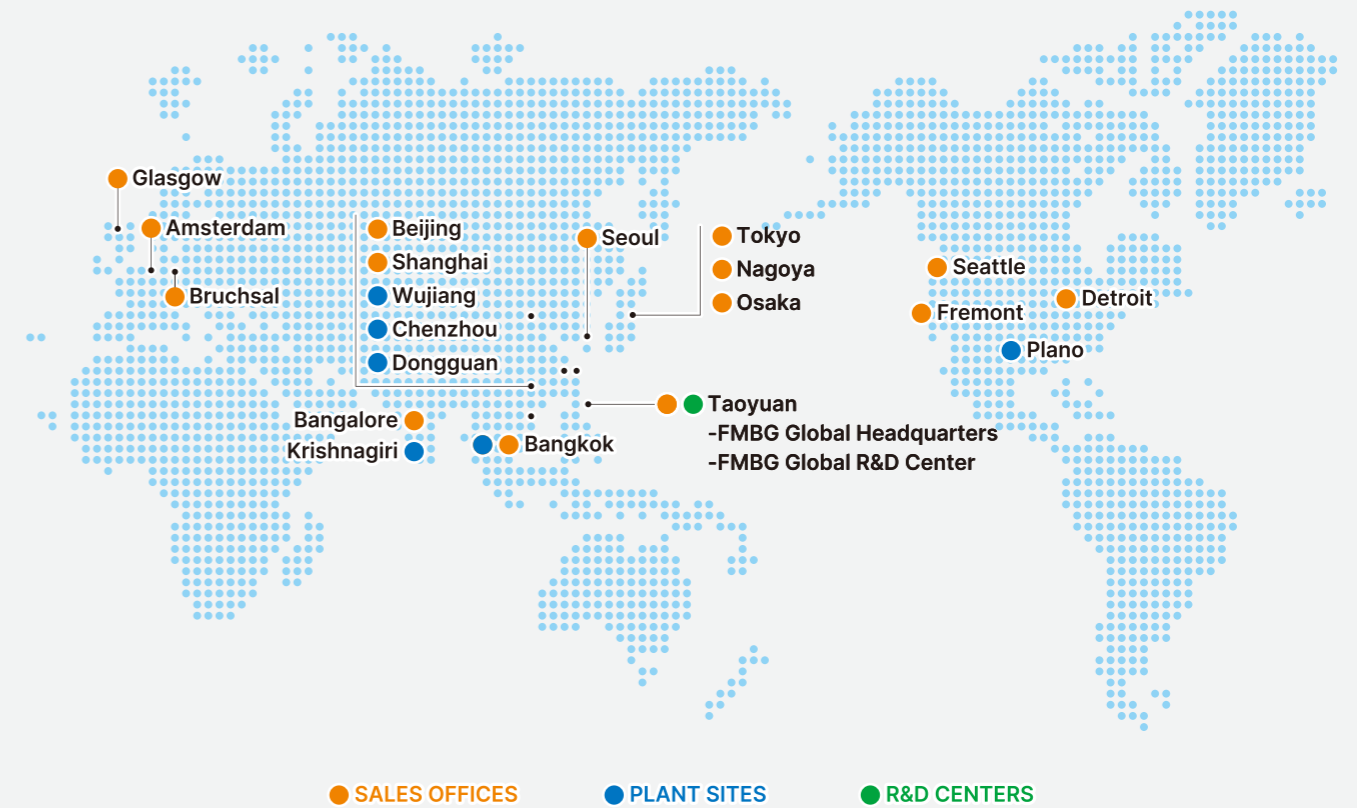 Glasgow
Amsterdam
Bruchsal
Beijing
Shanghai
Wujiang
Chenzhou
Dongguan
Seoul
Tokyo
Nagoya
Osaka
Seattle
Fremont
Detroit
Plano
Bangalore
Krishnagiri
Bangkok
Taoyuan
-FMBG Global Headquarters
-FMBG Global R&D Center
SALES OFFICES
PLANT SITES
R&D CENTERS